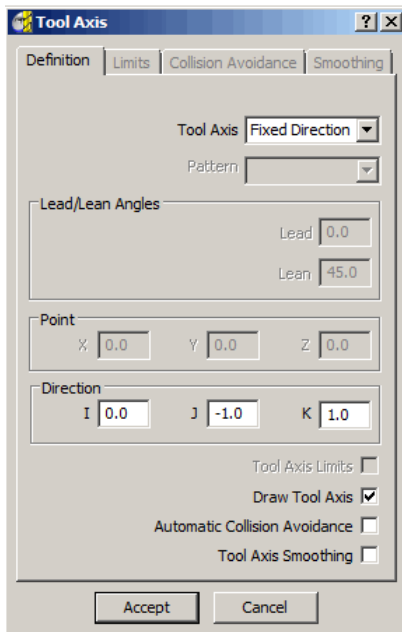 Tool Axis
Definition Limits Collision Avoidance Smoothing
Tool Axis Fixed Direction
Pattern
Lead/Lean Angles
Lead 0.0
Lean 45.0
Point
X 0.0 Y 0.0 Z 0.0
Direction
I 0.0 J -1.0 K 1.0
Tool Axis Limits
Draw Tool Axis
Automatic Collision Avoidance
Tool Axis Smoothing
Accept Cancel